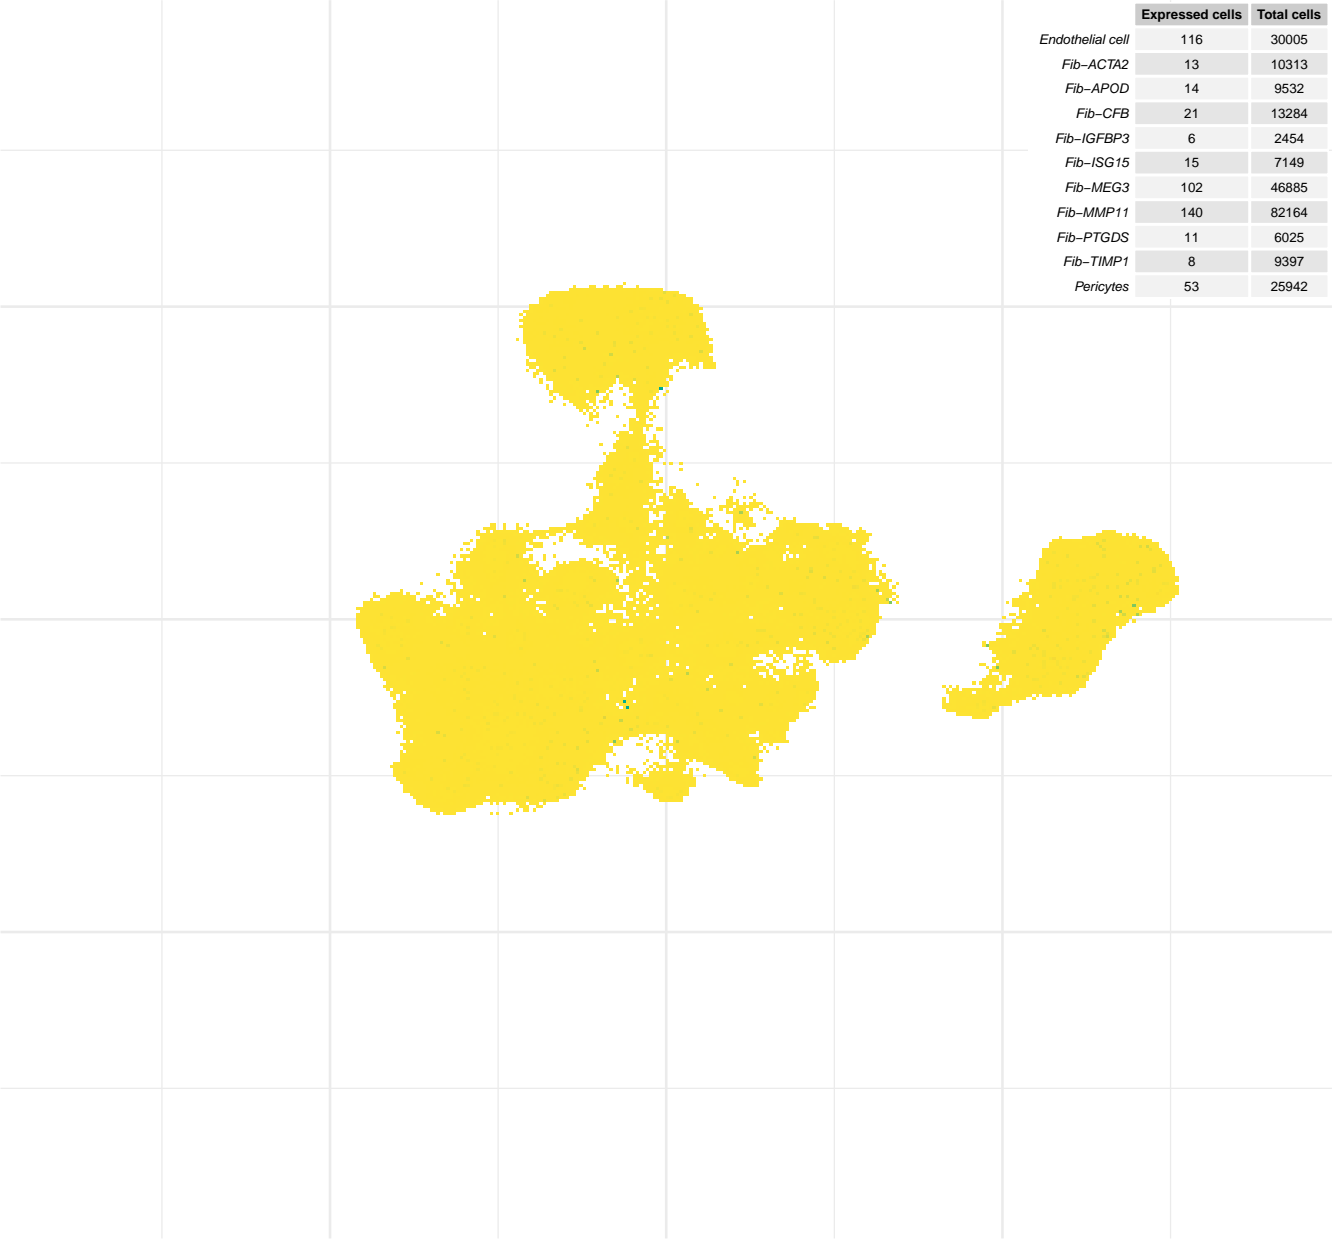 Expressed cells Total cells
Endothelial cell 116 30005
Fib−ACTA2 13 10313
Fib−APOD 14 9532
Fib−CFB 21 13284
Fib−IGFBP3 6 2454
Fib−ISG15 15 7149
Fib−MEG3 102 46885
Fib−MMP11 140 82164
Fib−PTGDS 11 6025
Fib−TIMP1 8 9397
Pericytes 53 25942